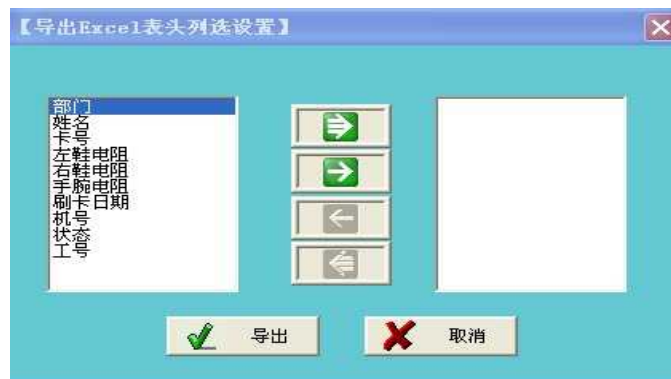 【导出Excel表头列选设置】
部门
姓名
卡号
左鞋电阻
右鞋电阻
手腕电阻
刷卡日期
机号
状态
工号
导出
取消